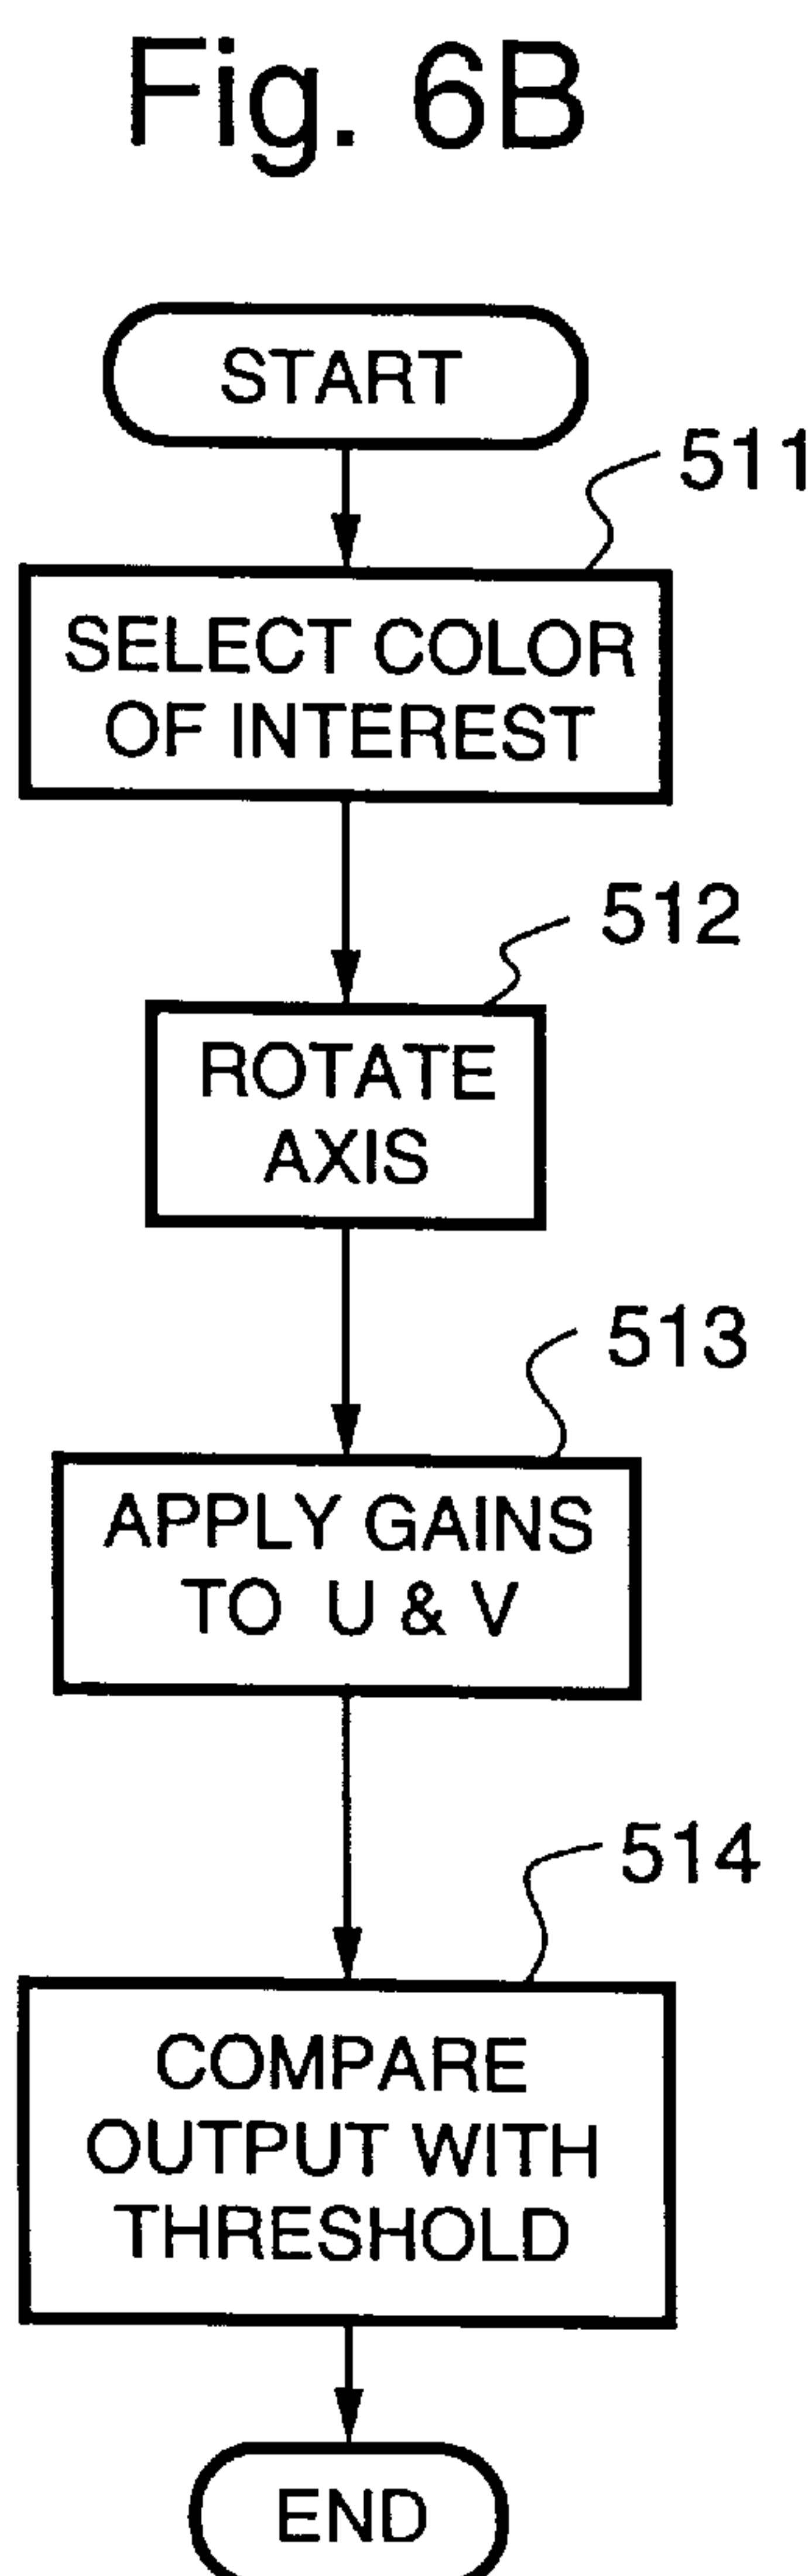 Fig. 6B
START
511
SELECT COLOR
OF INTEREST
512
ROTATE
AXIS
513
APPLY GAINS
TO U & V
514
COMPARE
OUTPUT WITH
THRESHOLD
END